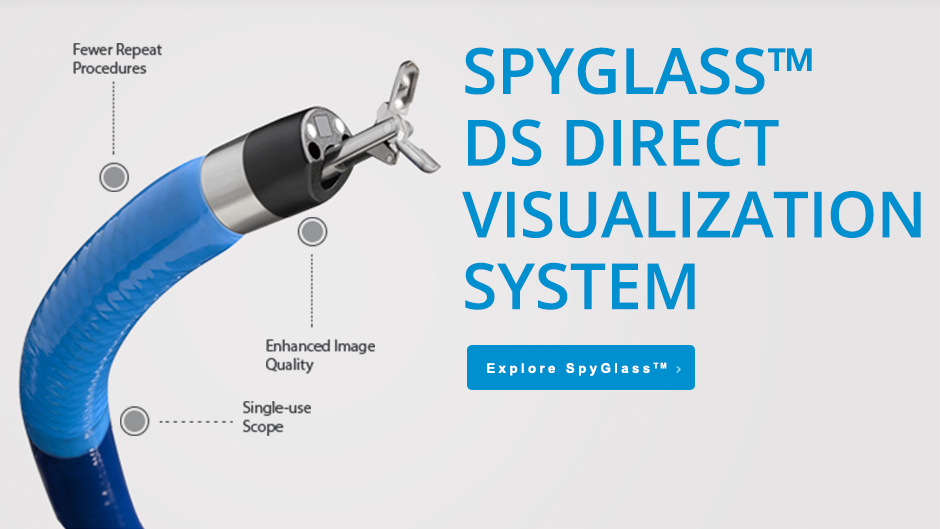 Fewer Repeat
Procedures
SPYGLASS™
DS DIRECT
VISUALIZATION
SYSTEM
Enhanced Image
Quality
Explore SpyGlass™ ›
Single-use
Scope